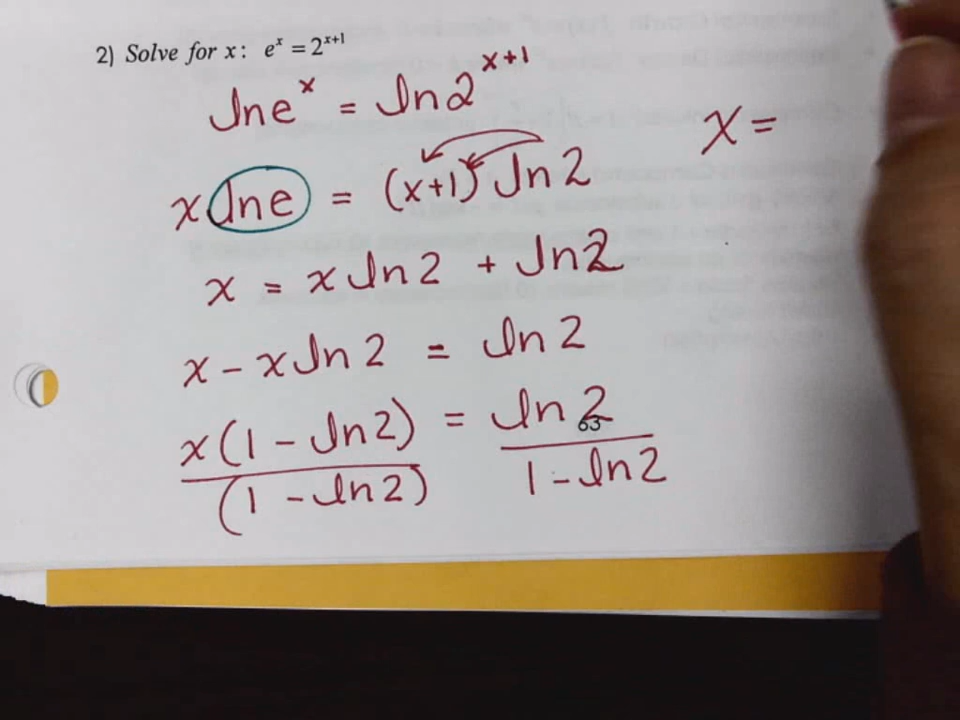 2) Solve for x: eˣ = 2ˣ⁺¹
ln eˣ = ln 2ˣ⁺¹
x ln e = (x+1) ln 2
x = x ln 2 + ln 2
x - x ln 2 = ln 2
x(1 - ln 2) = ln 2
(1 - ln 2) 1 - ln 2
x =
63